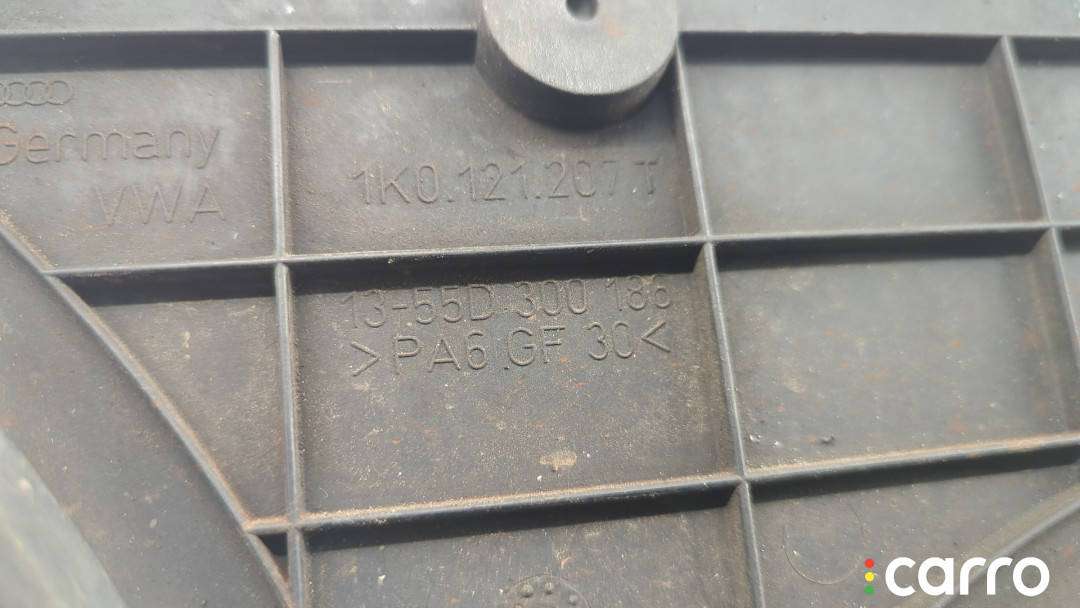 Germany
VWA
1K0.121.207 T
13-55D 300 186
>PA6.GF 30<
carro